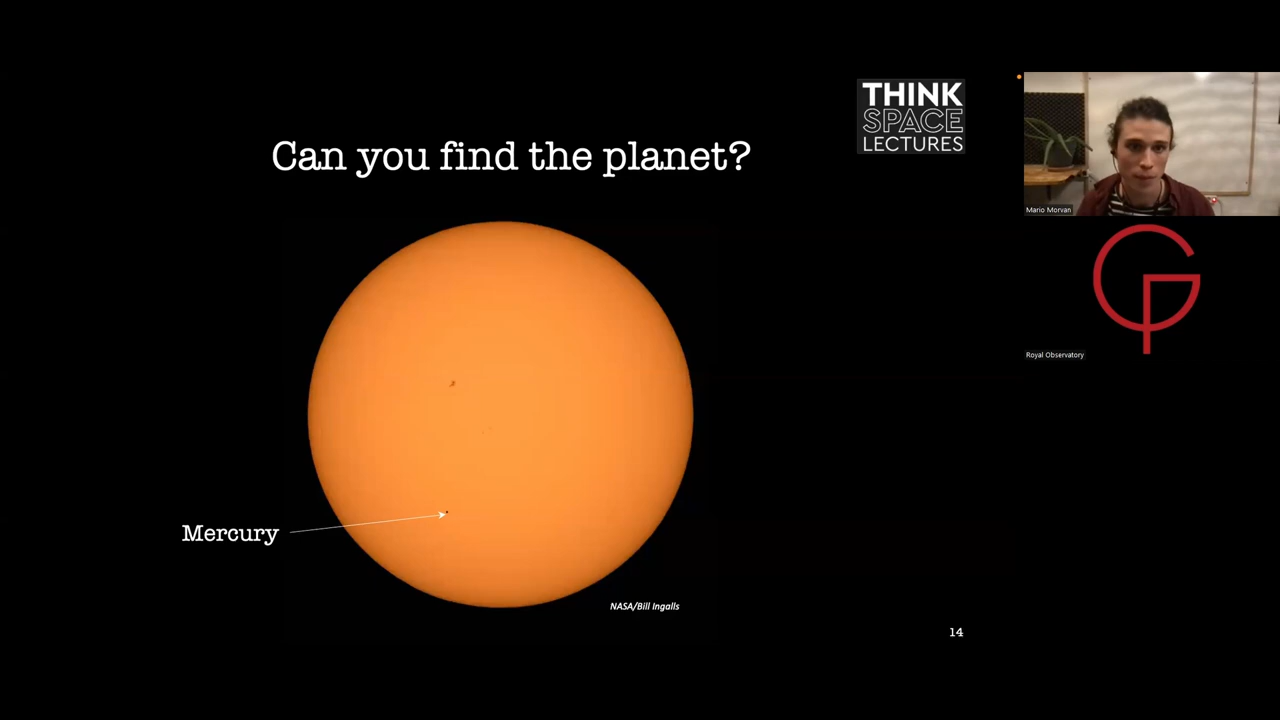 THINK
SPACE
LECTURES
Can you find the planet?
Mario Morvan
Royal Observatory
Mercury
NASA/Bill Ingalls
14